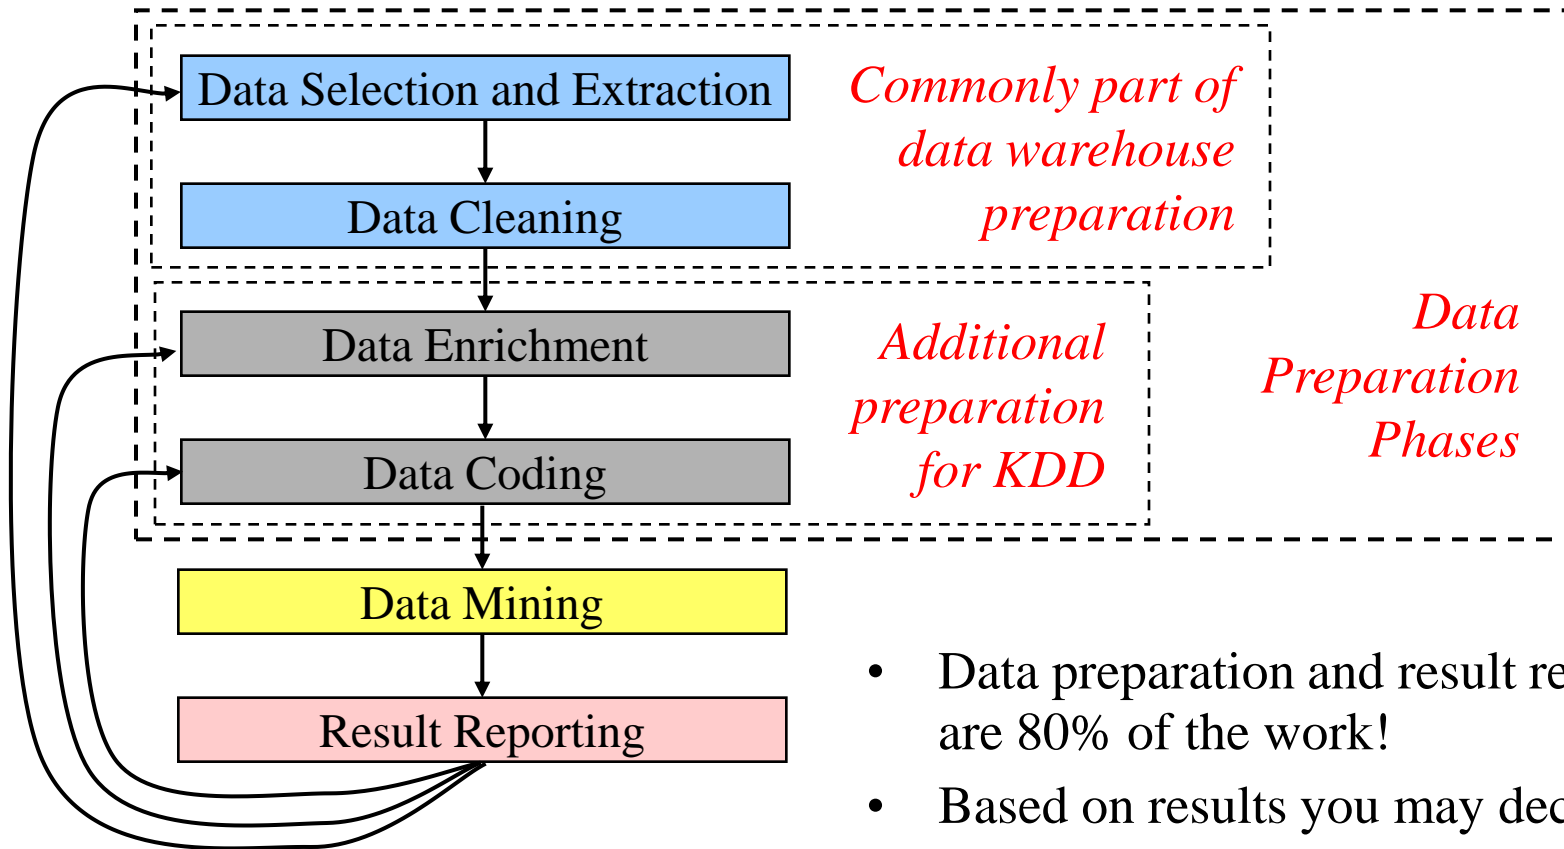 Data Selection and Extraction
Commonly part of
data warehouse
preparation
Data Cleaning
Data Enrichment
Data Coding
Additional
preparation
for KDD
Data
Preparation
Phases
Data Mining
Result Reporting
• Data preparation and result
are 80% of the work!
• Based on results you may